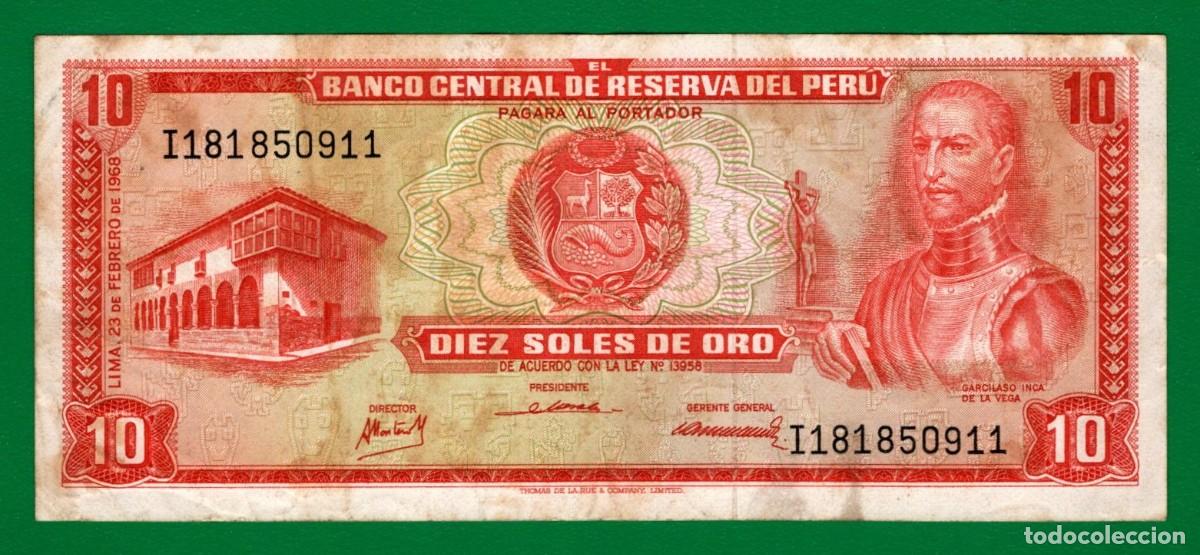 EL
BANCO CENTRAL DE RESERVA DEL PERÚ
PAGARA AL PORTADOR
10
10
I181850911
LIMA, 23 DE FEBRERO DE 1968
DIEZ SOLES DE ORO
DE ACUERDO CON LA LEY Nº 13958
PRESIDENTE
GARCILASO INCA
DE LA VEGA
DIRECTOR
GERENTE GENERAL
10
I181850911
10
THOMAS DE LA RUE & COMPANY, LIMITED.
todocoleccion